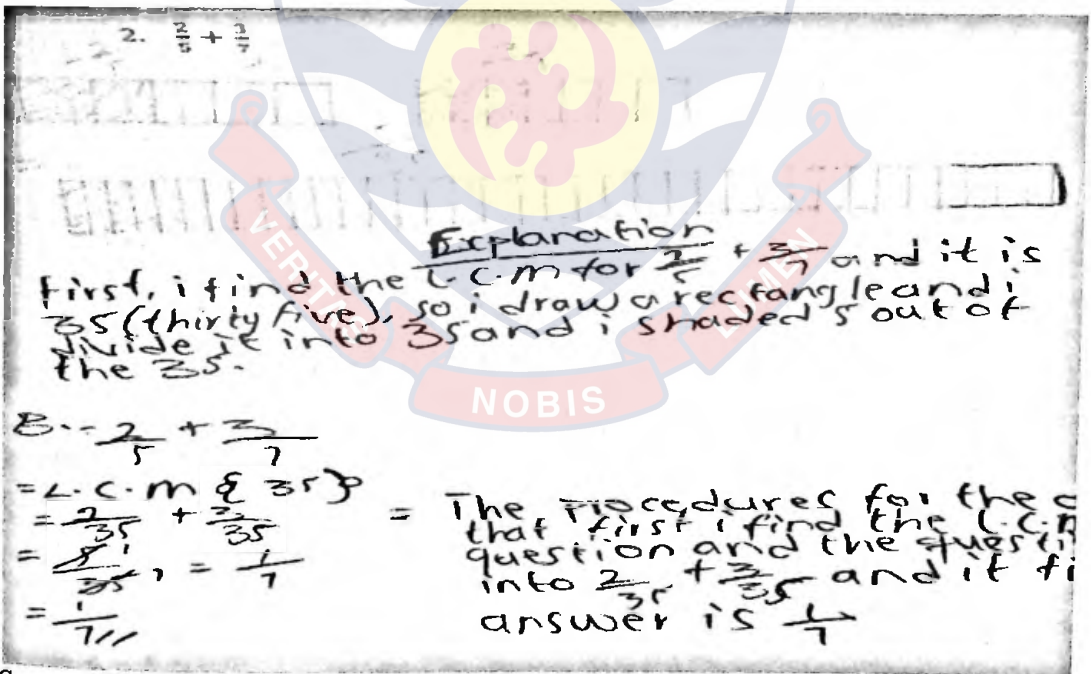 2. 2/5 + 3/7
Explanation
First, i find the L.C.M for 2/5 + 3/7 and it is
35 (thirty five), so i draw a rectangle and i
divide it into 35 and i shaded 5 out of
the 35.
VERITAS NOBIS LUMEN
2/5 + 3/7
= L.C.M { 35 }
= 2/35 + 3/35
= 5/35, = 1/7
= 1/7//
= The procedures for the
that first i find the L.C.M
question and the
into 2/35 + 3/35 and it
answer is 1/7